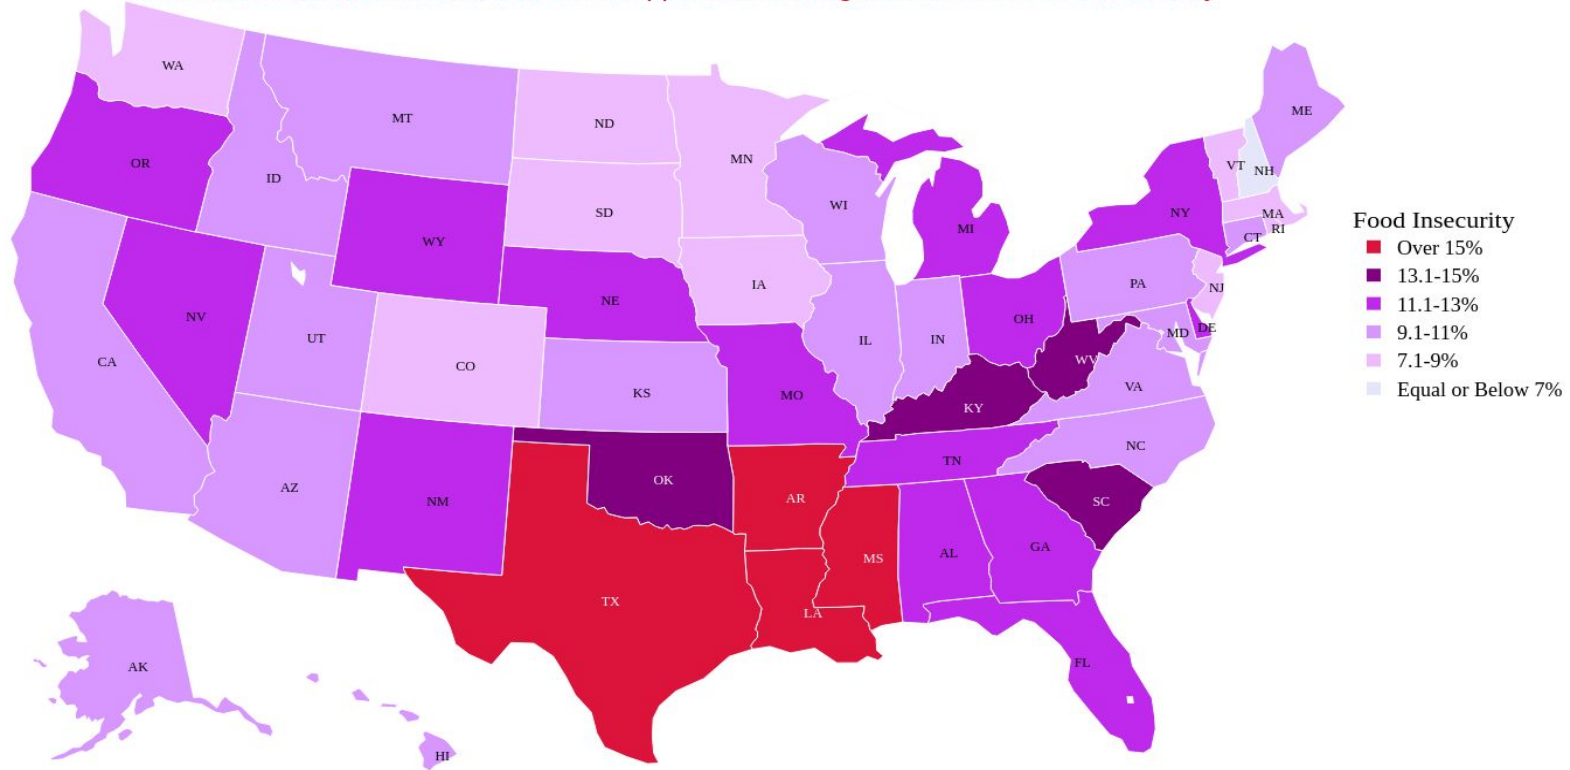 WA
MT
ND
MN
ME
OR
ID
SD
WI
VT
NH
WY
MI
NY
MA
RI
CT
IA
PA
NJ
NV
NE
OH
MD
DE
UT
IL
IN
CA
CO
WV
KS
MO
VA
KY
NC
TN
AZ
NM
OK
AR
SC
MS
AL
GA
TX
LA
AK
FL
HI
Food Insecurity
Over 15%
13.1-15%
11.1-13%
9.1-11%
7.1-9%
Equal or Below 7%